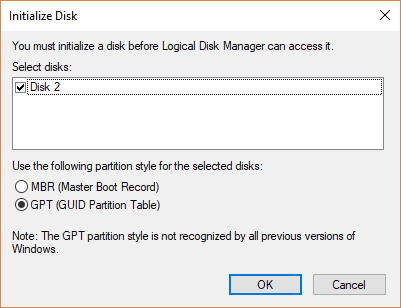 Initialize Disk
You must initialize a disk before Logical Disk Manager can access it.
Select disks:
Disk 2
Use the following partition style for the selected disks:
MBR (Master Boot Record)
GPT (GUID Partition Table)
Note: The GPT partition style is not recognized by all previous versions of
Windows.
OK
Cancel